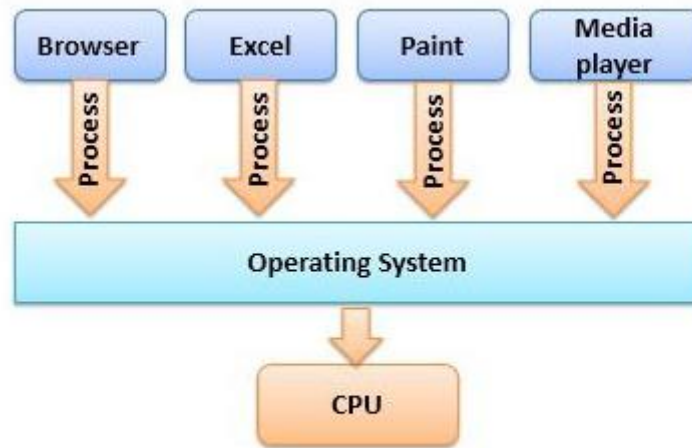 Browser
Excel
Paint
Media
player
Process
Process
Process
Process
Operating System
CPU